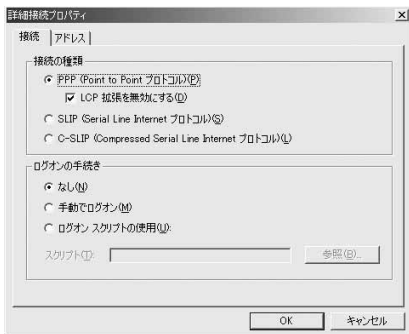 詳細接続プロパティ
接続
アドレス
接続の種類
PPP (Point to Point プロトコル)(P)
LCP 拡張を無効にする(D)
SLIP (Serial Line Internet プロトコル)(S)
C-SLIP (Compressed Serial Line Internet プロトコル)(L)
ログオンの手続き
なし(N)
手動でログオン(M)
ログオン スクリプトの使用(U):
スクリプト(T):
参照(B)...
OK
キャンセル